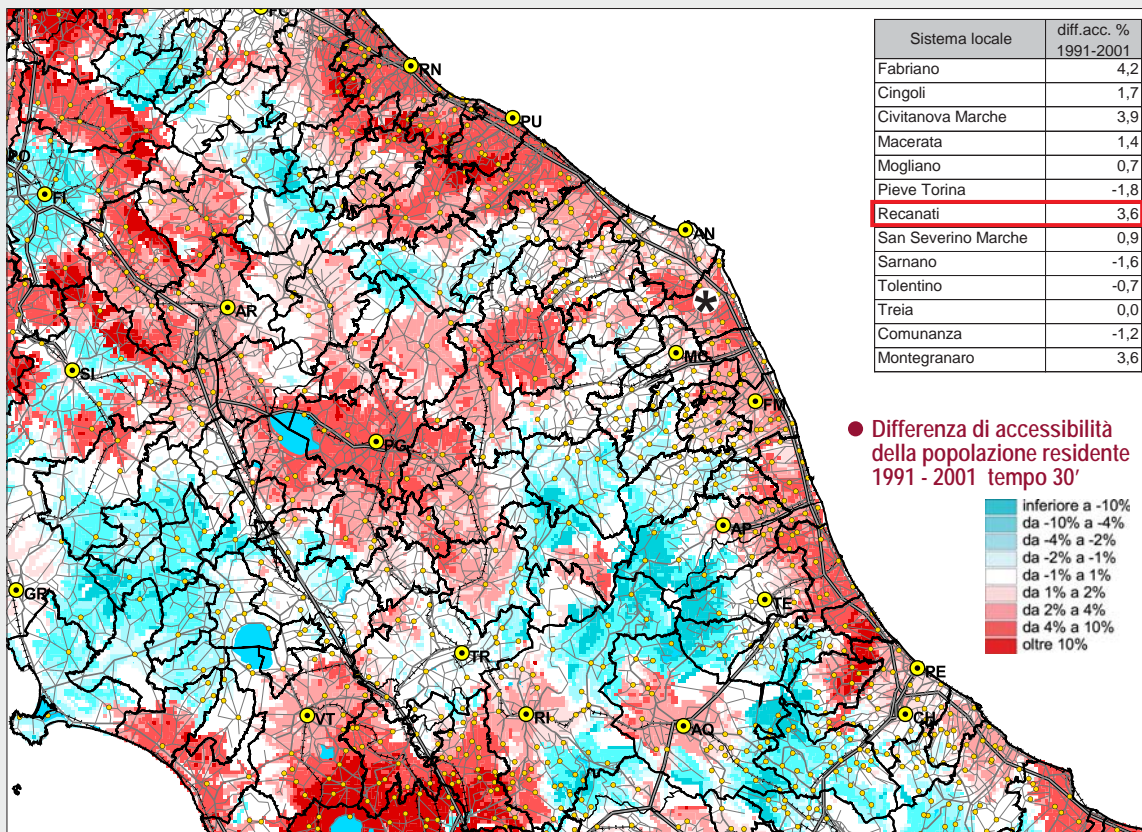 RN
PU
PO
FI
AN
*
AR
MC
SI
FM
PG
AP
GR
TE
TR
PE
VT
RI
AQ
CH
Sistema locale diff.acc. %
1991-2001
Fabriano 4,2
Cingoli 1,7
Civitanova Marche 3,9
Macerata 1,4
Mogliano 0,7
Pieve Torina -1,8
Recanati 3,6
San Severino Marche 0,9
Sarnano -1,6
Tolentino -0,7
Treia 0,0
Comunanza -1,2
Montegranaro 3,6
● Differenza di accessibilità
della popolazione residente
1991 - 2001 tempo 30'
inferiore a -10%
da -10% a -4%
da -4% a -2%
da -2% a -1%
da -1% a 1%
da 1% a 2%
da 2% a 4%
da 4% a 10%
oltre 10%